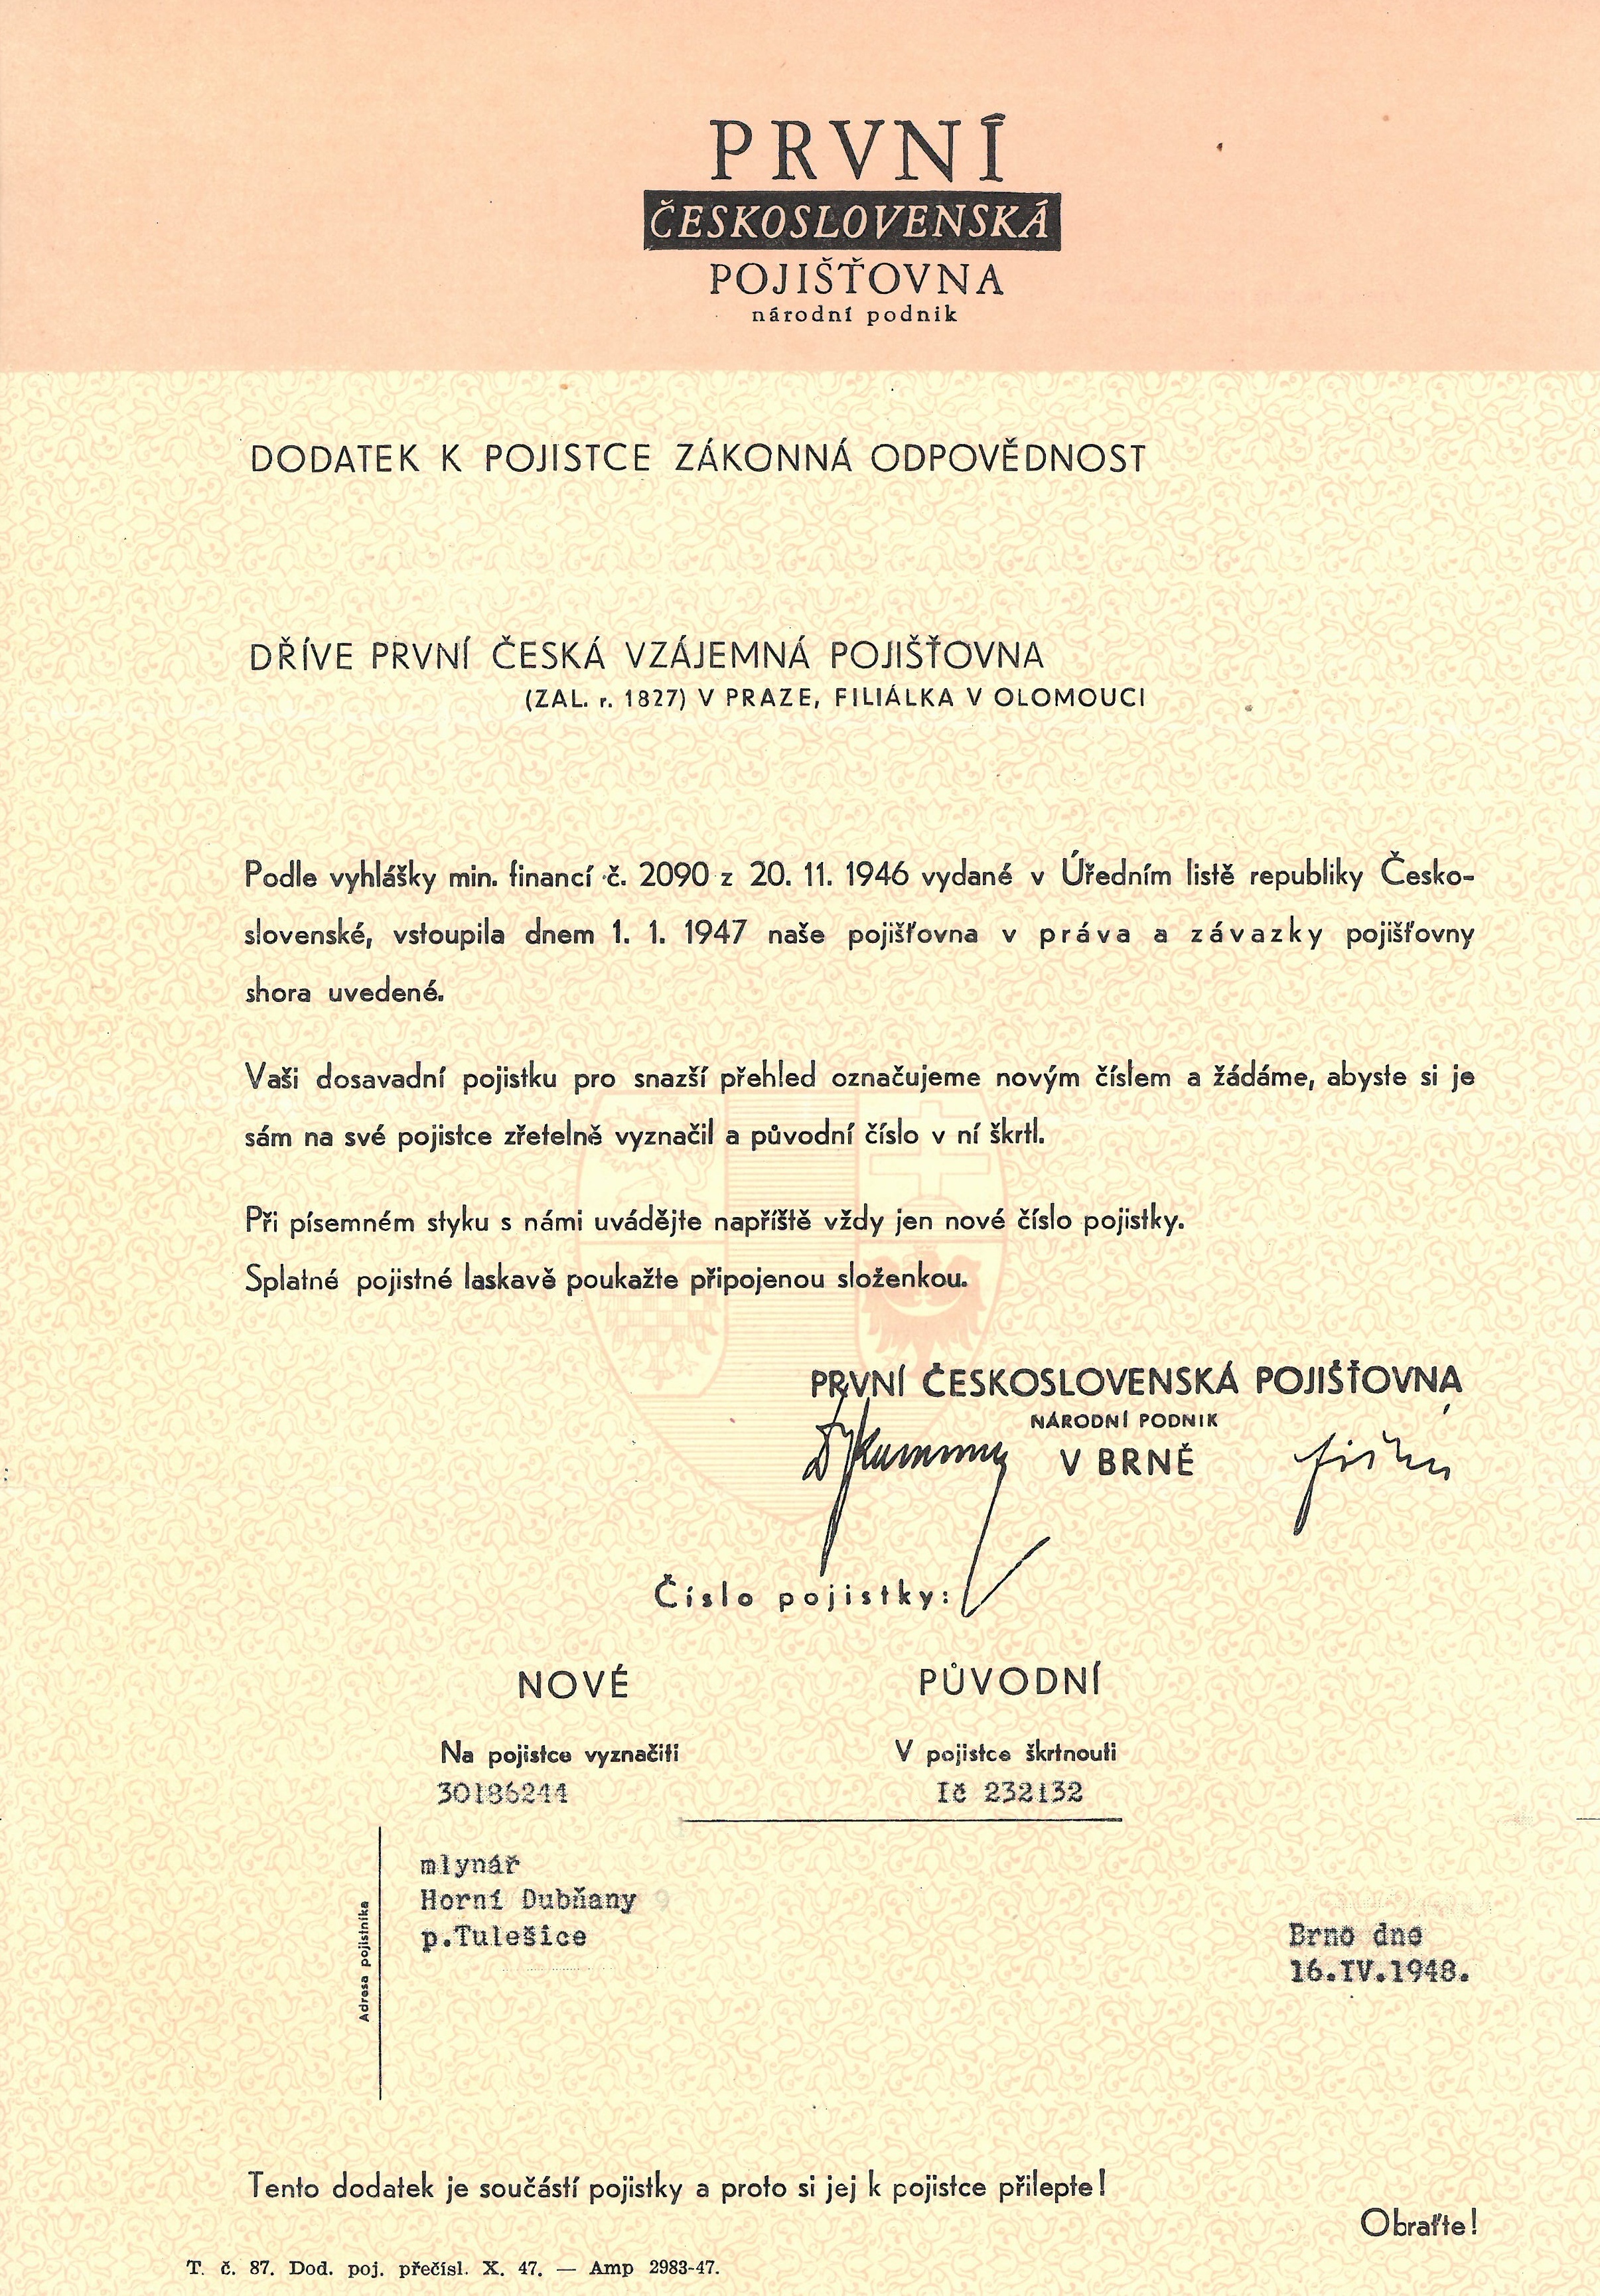 PRVNÍ
ČESKOSLOVENSKÁ
POJIŠŤOVNA
národní podnik
DODATEK K POJISTCE ZÁKONNÁ ODPOVĚDNOST
DŘÍVE PRVNÍ ČESKÁ VZÁJEMNÁ POJIŠŤOVNA
(ZAL. r. 1827) V PRAZE, FILIÁLKA V OLOMOUCI
Podle vyhlášky min. financí č. 2090 z 20. 11. 1946 vydané v Úředním listě republiky Česko-
slovenské, vstoupila dnem 1. 1. 1947 naše pojišťovna v práva a závazky pojišťovny
shora uvedené.
Vaši dosavadní pojistku pro snazší přehled označujeme novým číslem a žádáme, abyste si je
sám na své pojistce zřetelně vyznačil a původní číslo v ní škrtl.
Při písemném styku s námi uvádějte napříště vždy jen nové číslo pojistky.
Splatné pojistné laskavě poukažte připojenou složenkou.
PRVNÍ ČESKOSLOVENSKÁ POJIŠŤOVNA
NÁRODNÍ PODNIK
V BRNĚ
Číslo pojistky:
NOVÉ PŮVODNÍ
Na pojistce vyznačiti V pojistce škrtnouti
30186244 Ič 232132
Adresa pojistníka
mlynář
Horní Dubňany
p.Tulešice
Brno dne
16.IV.1948.
Tento dodatek je součástí pojistky a proto si jej k pojistce přilepte!
Obraťte!
T. č. 87. Dod. poj. přečísl. X. 47. — Amp 2983-47.